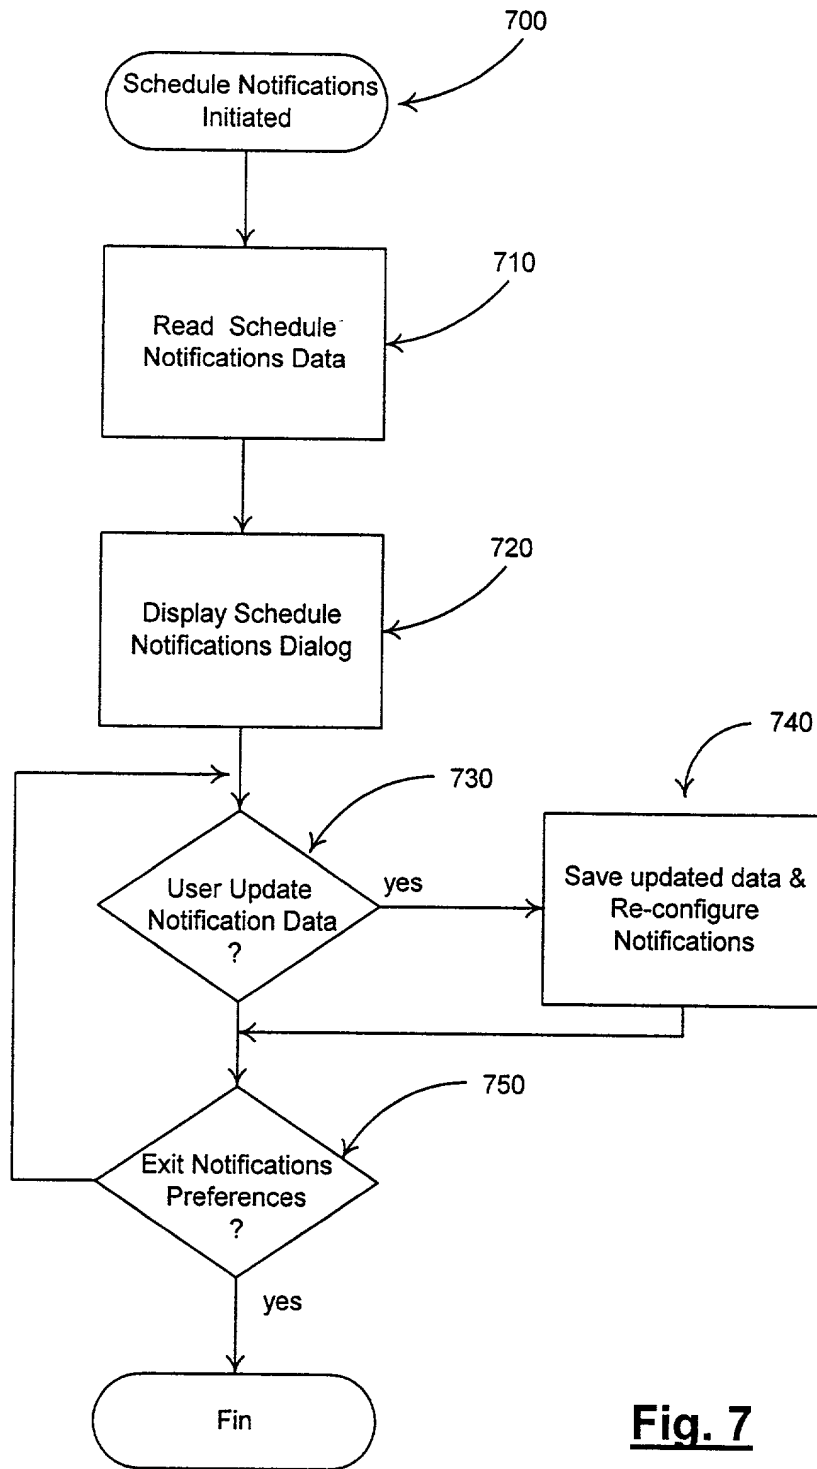 700
Schedule Notifications
Initiated
710
Read Schedule
Notifications Data
720
Display Schedule
Notifications Dialog
740
730
User Update
Notification Data
?
yes
Save updated data &
Re-configure
Notifications
750
Exit Notifications
Preferences
?
yes
Fin
Fig. 7